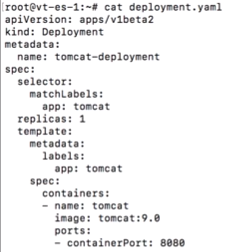 root@vt-es-1:~# cat deployment.yaml
apiVersion: apps/v1beta2
kind: Deployment
metadata:
  name: tomcat-deployment
spec:
  selector:
    matchLabels:
      app: tomcat
  replicas: 1
  template:
    metadata:
      labels:
        app: tomcat
    spec:
      containers:
      - name: tomcat
        image: tomcat:9.0
        ports:
        - containerPort: 8080